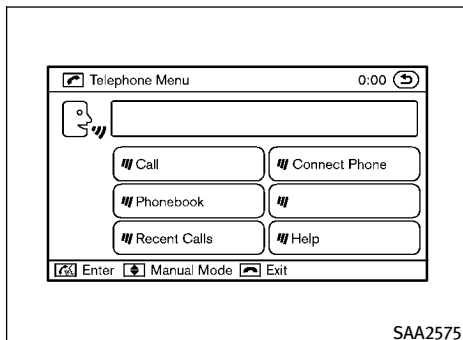 Telephone Menu 0:00
Call Connect Phone
Phonebook
Recent Calls Help
Enter Manual Mode Exit
SAA2575